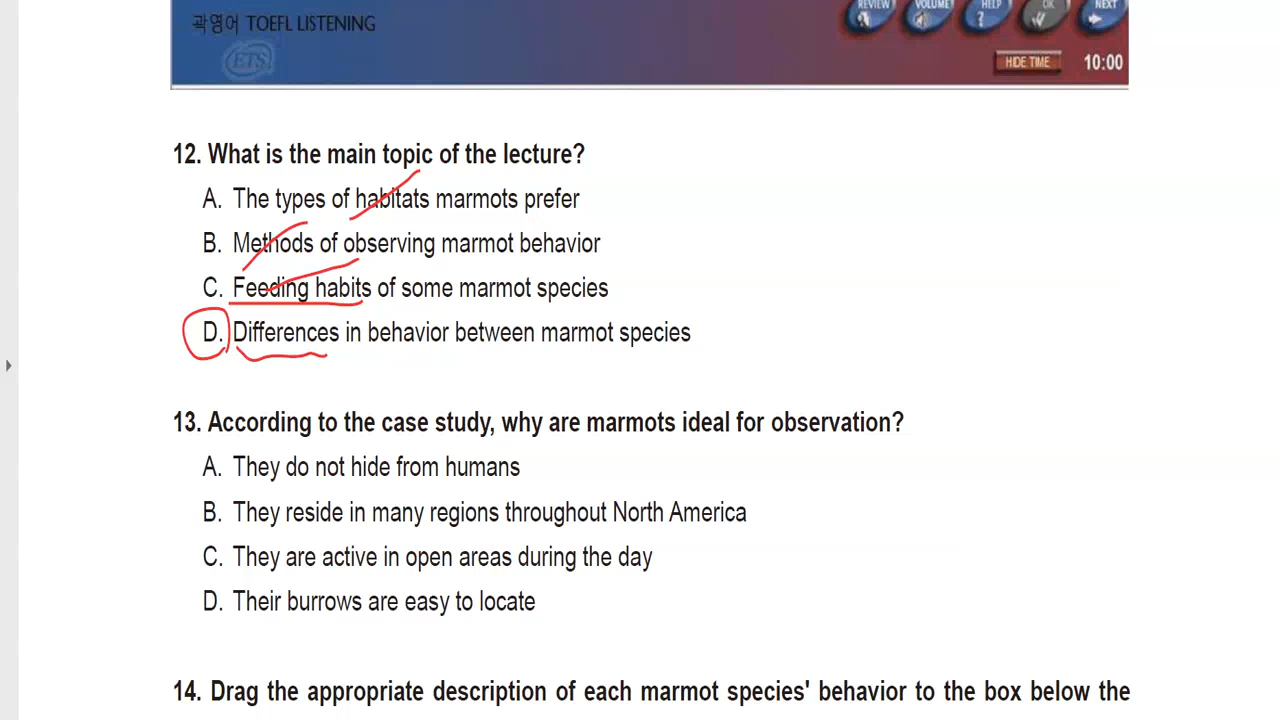 곽영어 TOEFL LISTENING
REVIEW VOLUME HELP OK NEXT
ETS
HIDE TIME 10:00
12. What is the main topic of the lecture?
A. The types of habitats marmots prefer
B. Methods of observing marmot behavior
C. Feeding habits of some marmot species
D. Differences in behavior between marmot species
13. According to the case study, why are marmots ideal for observation?
A. They do not hide from humans
B. They reside in many regions throughout North America
C. They are active in open areas during the day
D. Their burrows are easy to locate
14. Drag the appropriate description of each marmot species' behavior to the box below the